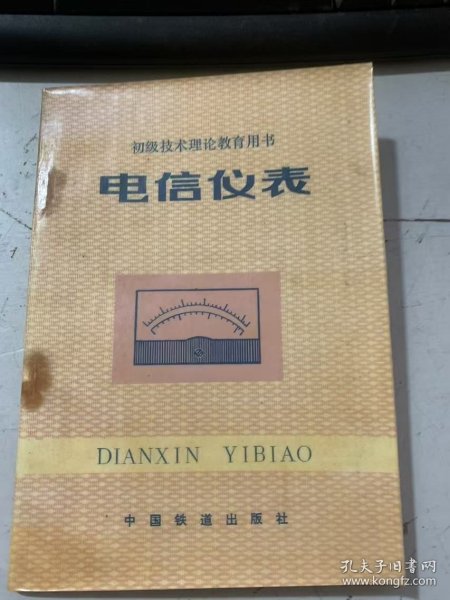 初级技术理论教育用书
电信仪表
DIANXIN YIBIAO
中国铁道出版社
孔夫子旧书网
www.kongfz.com